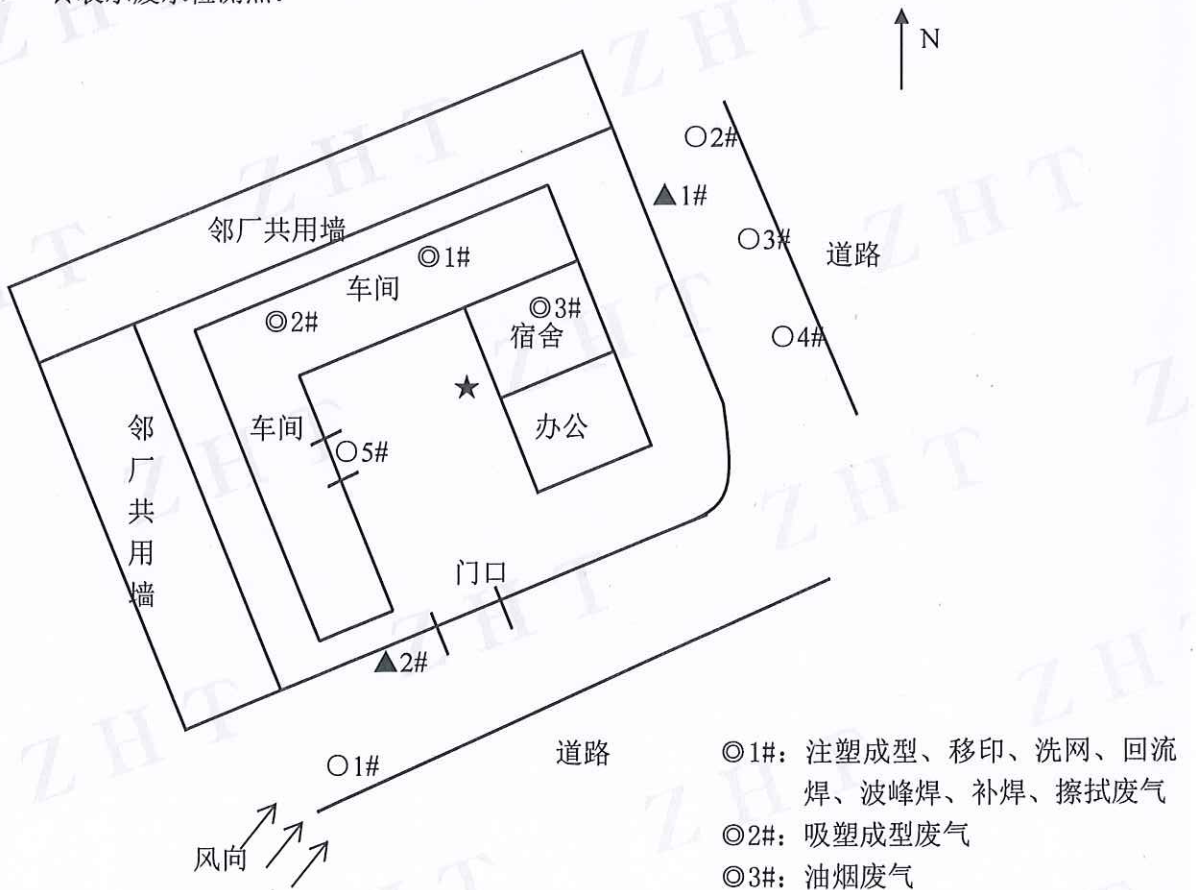 N
○2#
▲1#
邻厂共用墙
◎1#
○3#
道路
车间
◎3#
◎2#
宿舍
○4#
★
邻厂共用墙
车间
办公
○5#
门口
▲2#
道路
○1#
风向
◎1#：注塑成型、移印、洗网、回流
焊、波峰焊、补焊、擦拭废气
◎2#：吸塑成型废气
◎3#：油烟废气
ZHT